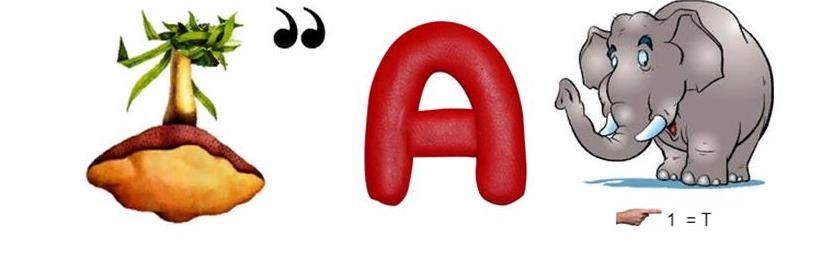 “ A
1 = T